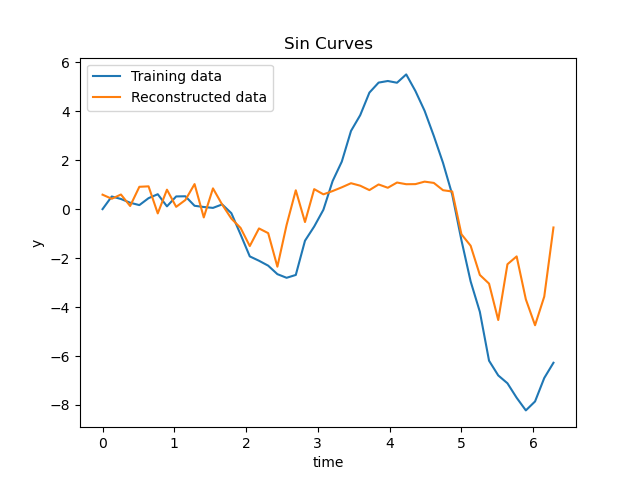 Sin Curves
Training data
Reconstructed data
6
4
2
0
−2
−4
−6
−8
y
0 1 2 3 4 5 6
time